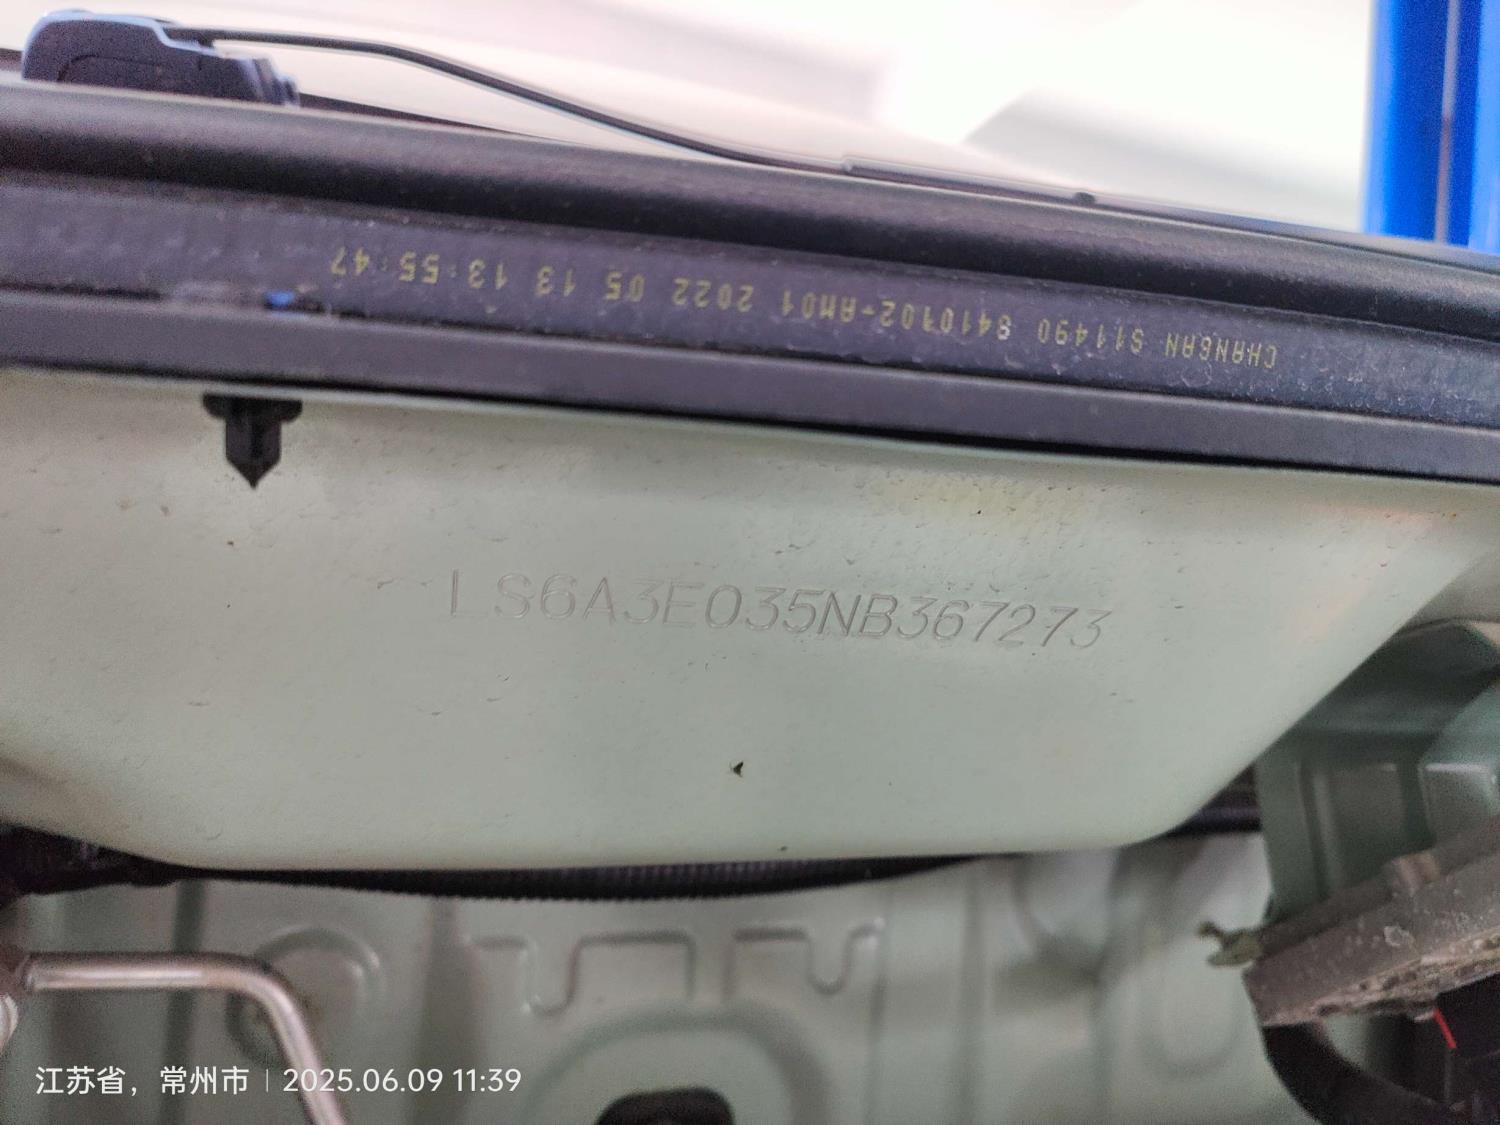 CHANGAN S11490 8410102-AM01 2022 05 13 13:55:47
LS6A3E035NB367273
江苏省，常州市 | 2025.06.09 11:39